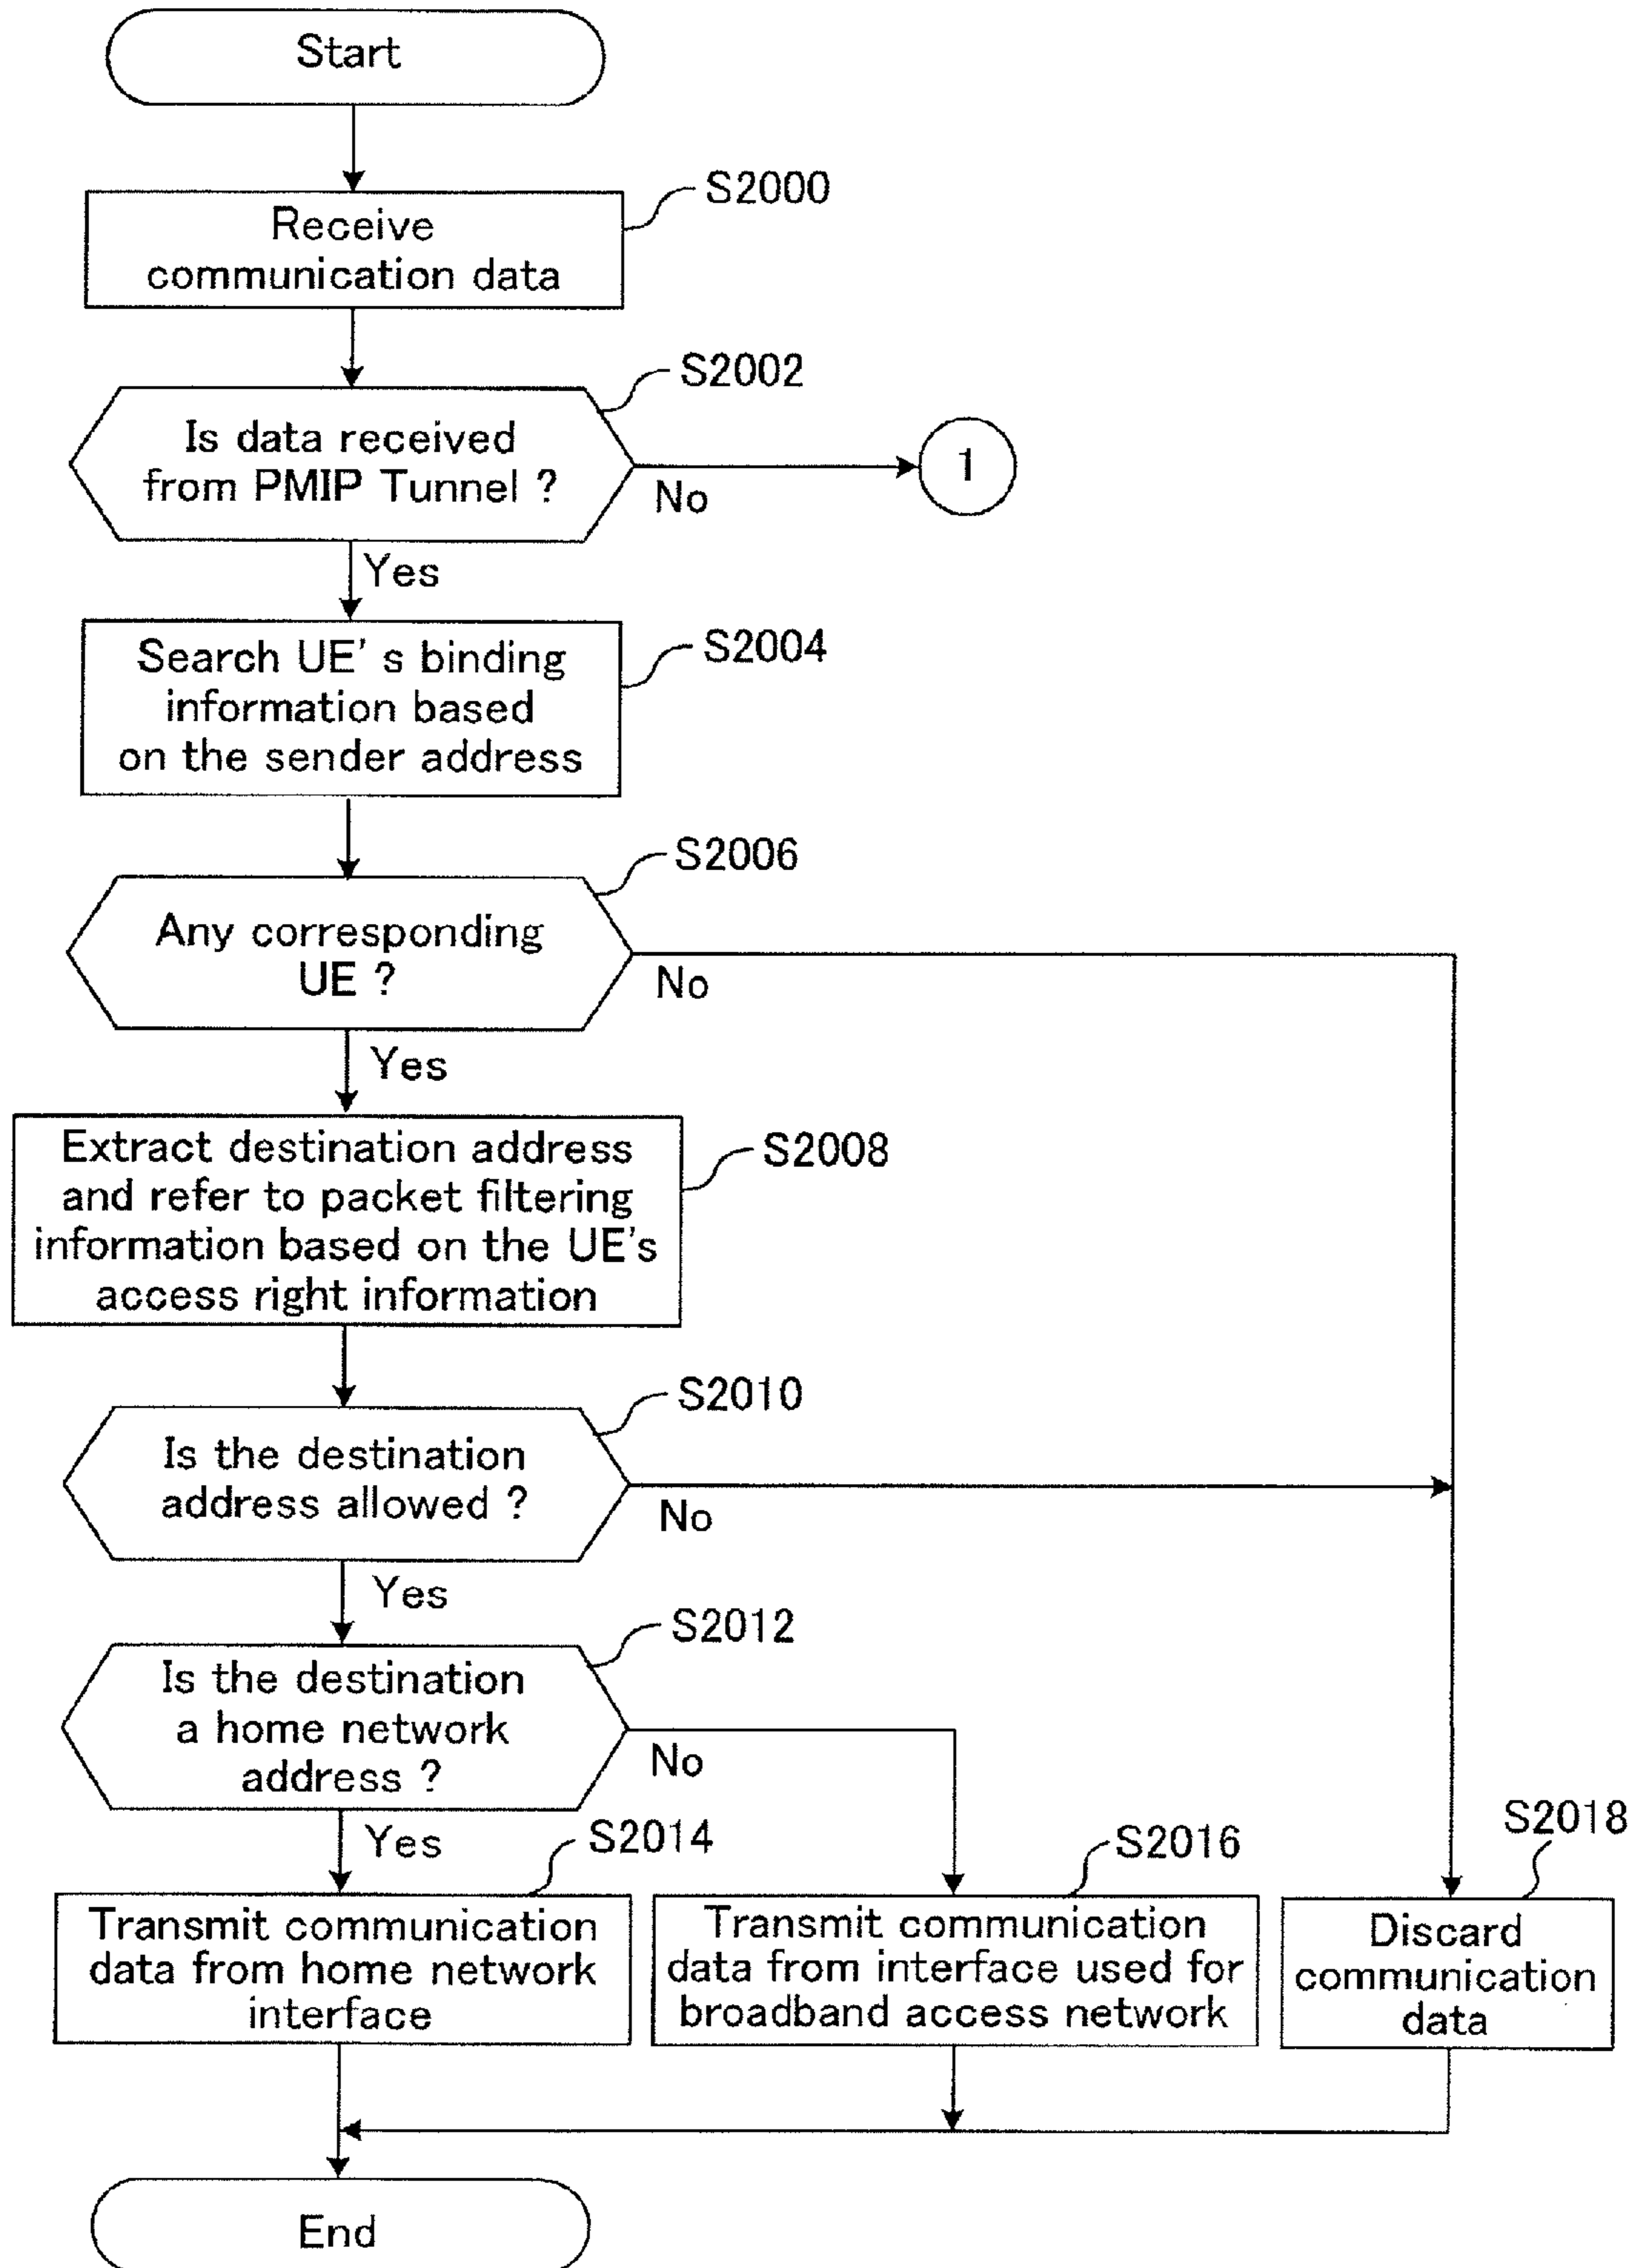 Start
S2000
Receive
communication data
S2002
Is data received
from PMIP Tunnel ?
No
1
Yes
S2004
Search UE' s binding
information based
on the sender address
S2006
Any corresponding
UE ?
No
Yes
S2008
Extract destination address
and refer to packet filtering
information based on the UE's
access right information
S2010
Is the destination
address allowed ?
No
Yes
S2012
Is the destination
a home network
address ?
No
Yes
S2014
Transmit communication
data from home network
interface
S2016
Transmit communication
data from interface used for
broadband access network
S2018
Discard
communication
data
End